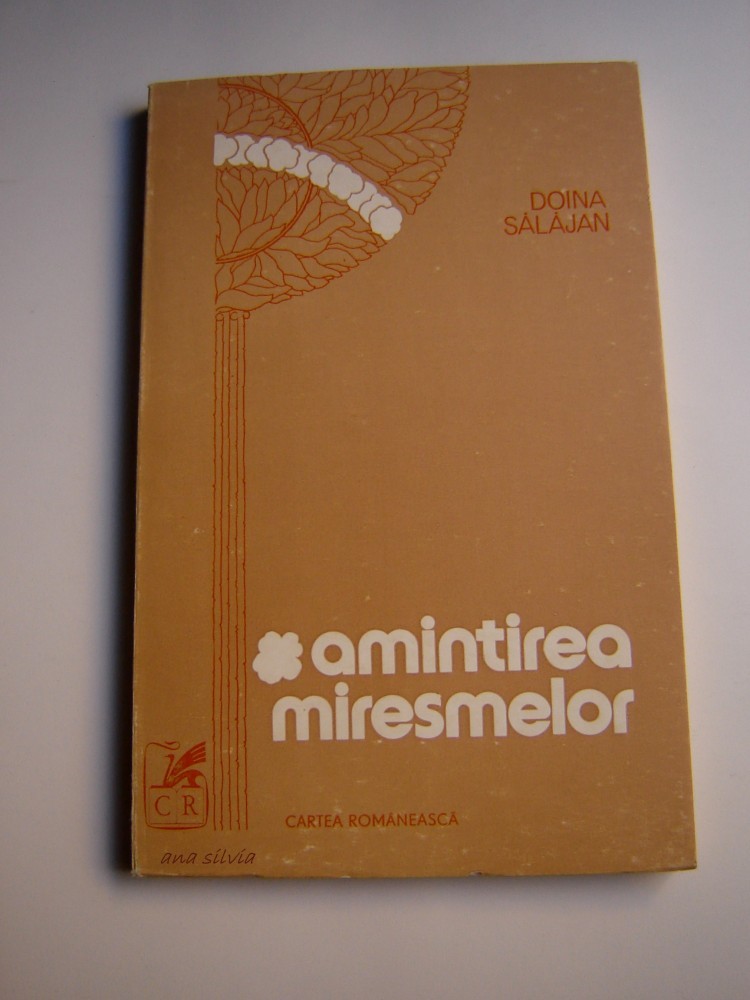 DOINA
SĂLĂJAN
amintirea
miresmelor
CR
CARTEA ROMÂNEASCĂ
ana silvia